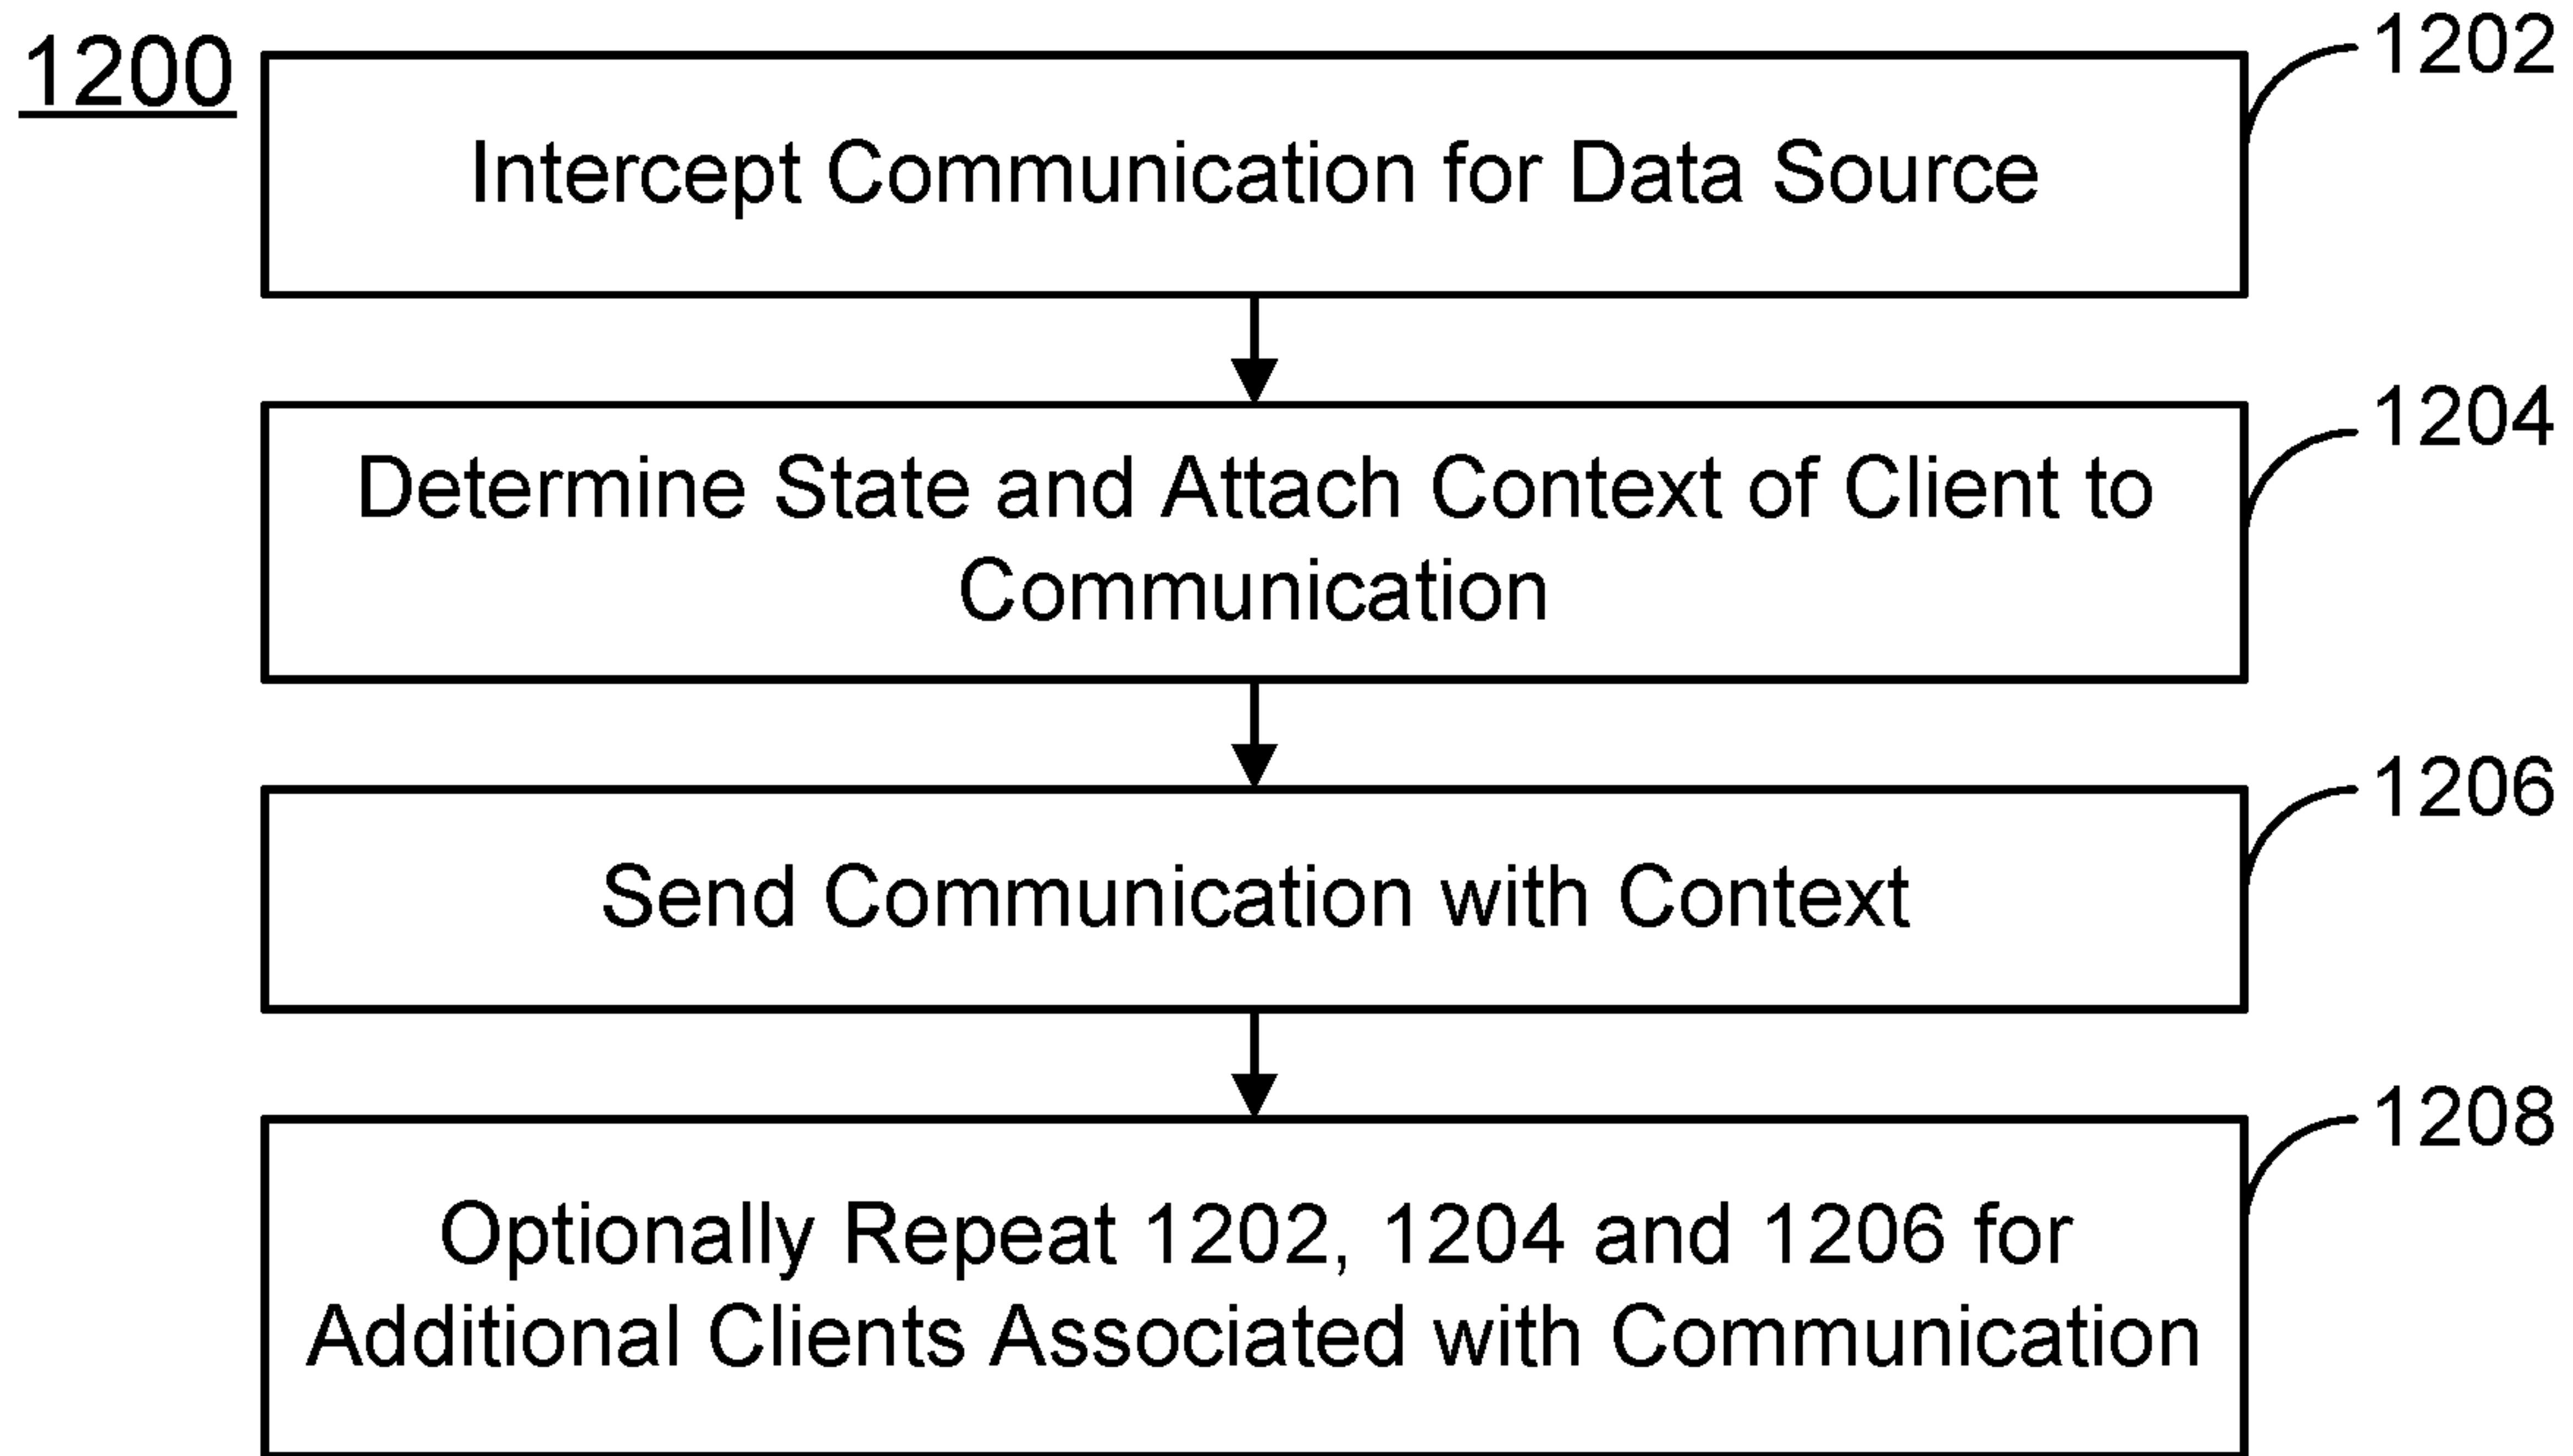 1200
1202
Intercept Communication for Data Source
1204
Determine State and Attach Context of Client to
Communication
1206
Send Communication with Context
1208
Optionally Repeat 1202, 1204 and 1206 for
Additional Clients Associated with Communication